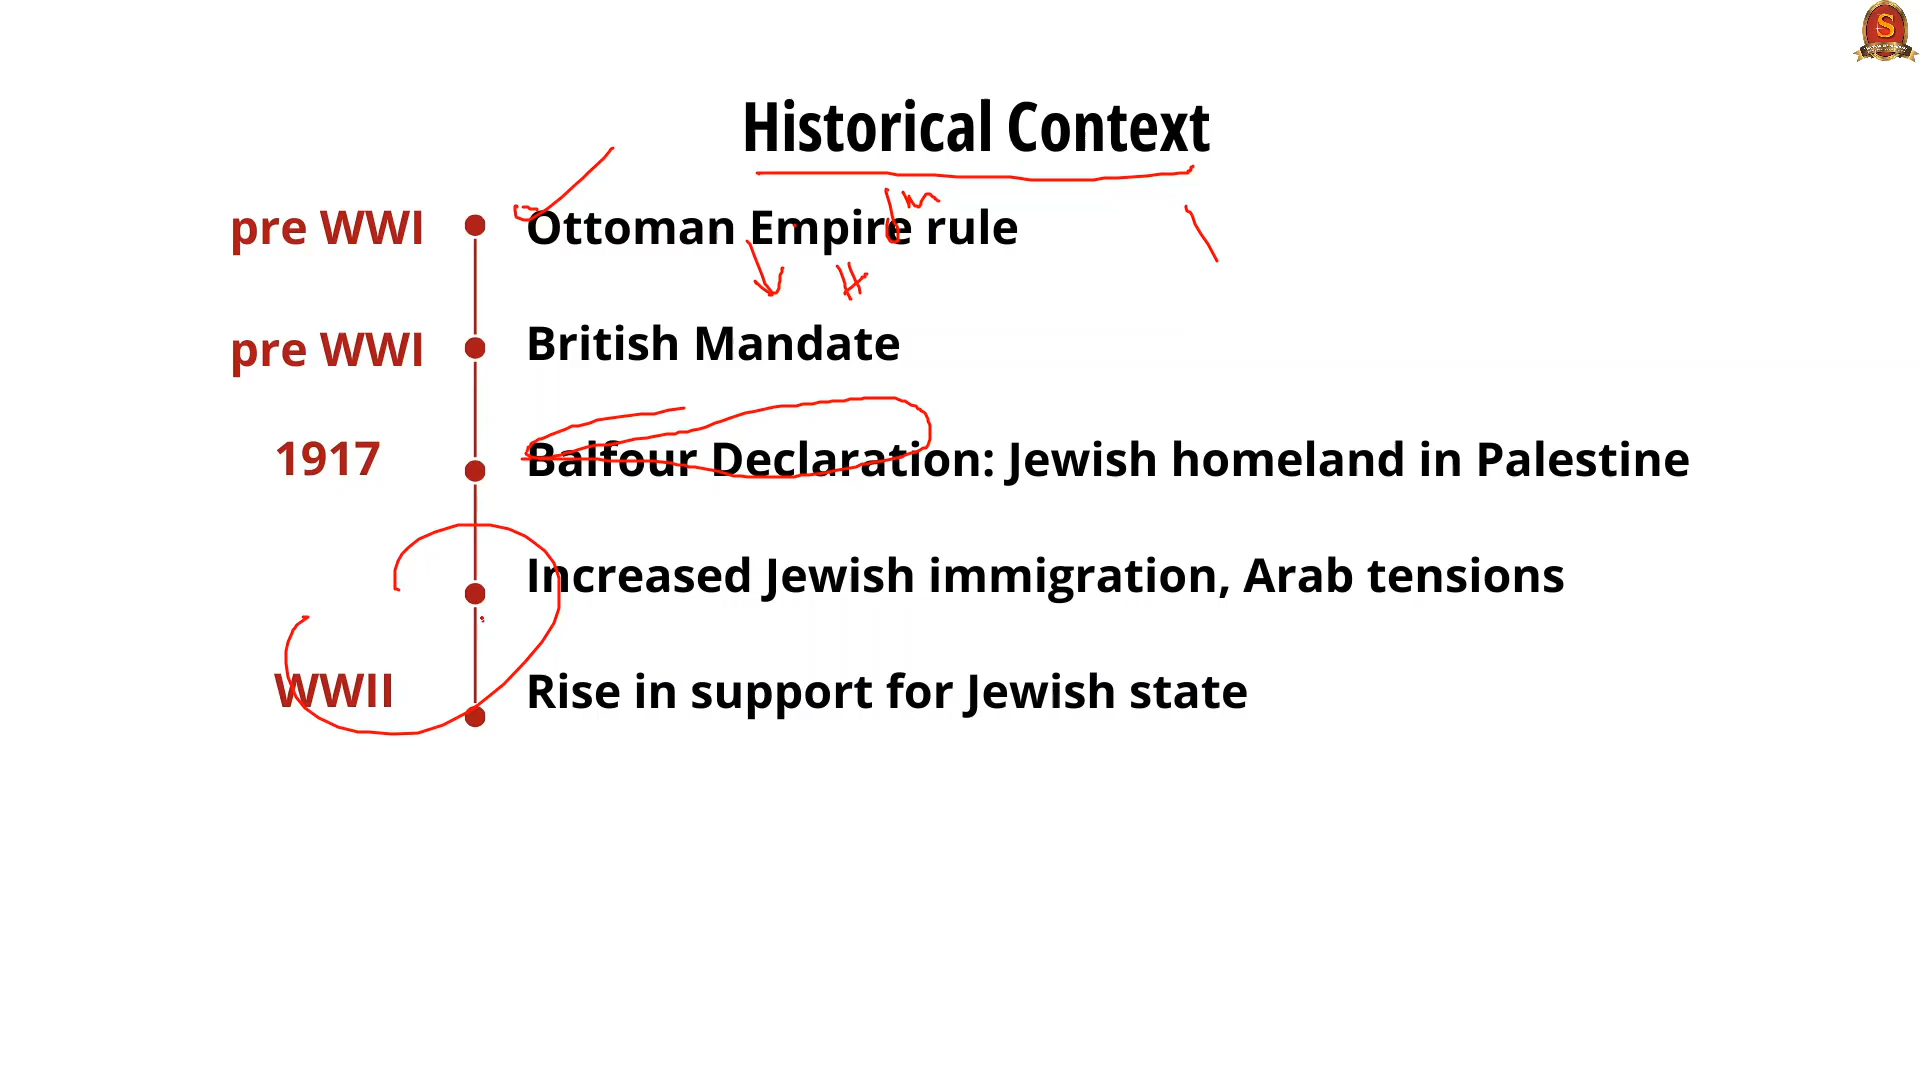 Historical Context
pre WWI Ottoman Empire rule
pre WWI British Mandate
1917 Balfour Declaration: Jewish homeland in Palestine
Increased Jewish immigration, Arab tensions
WWII Rise in support for Jewish state
S